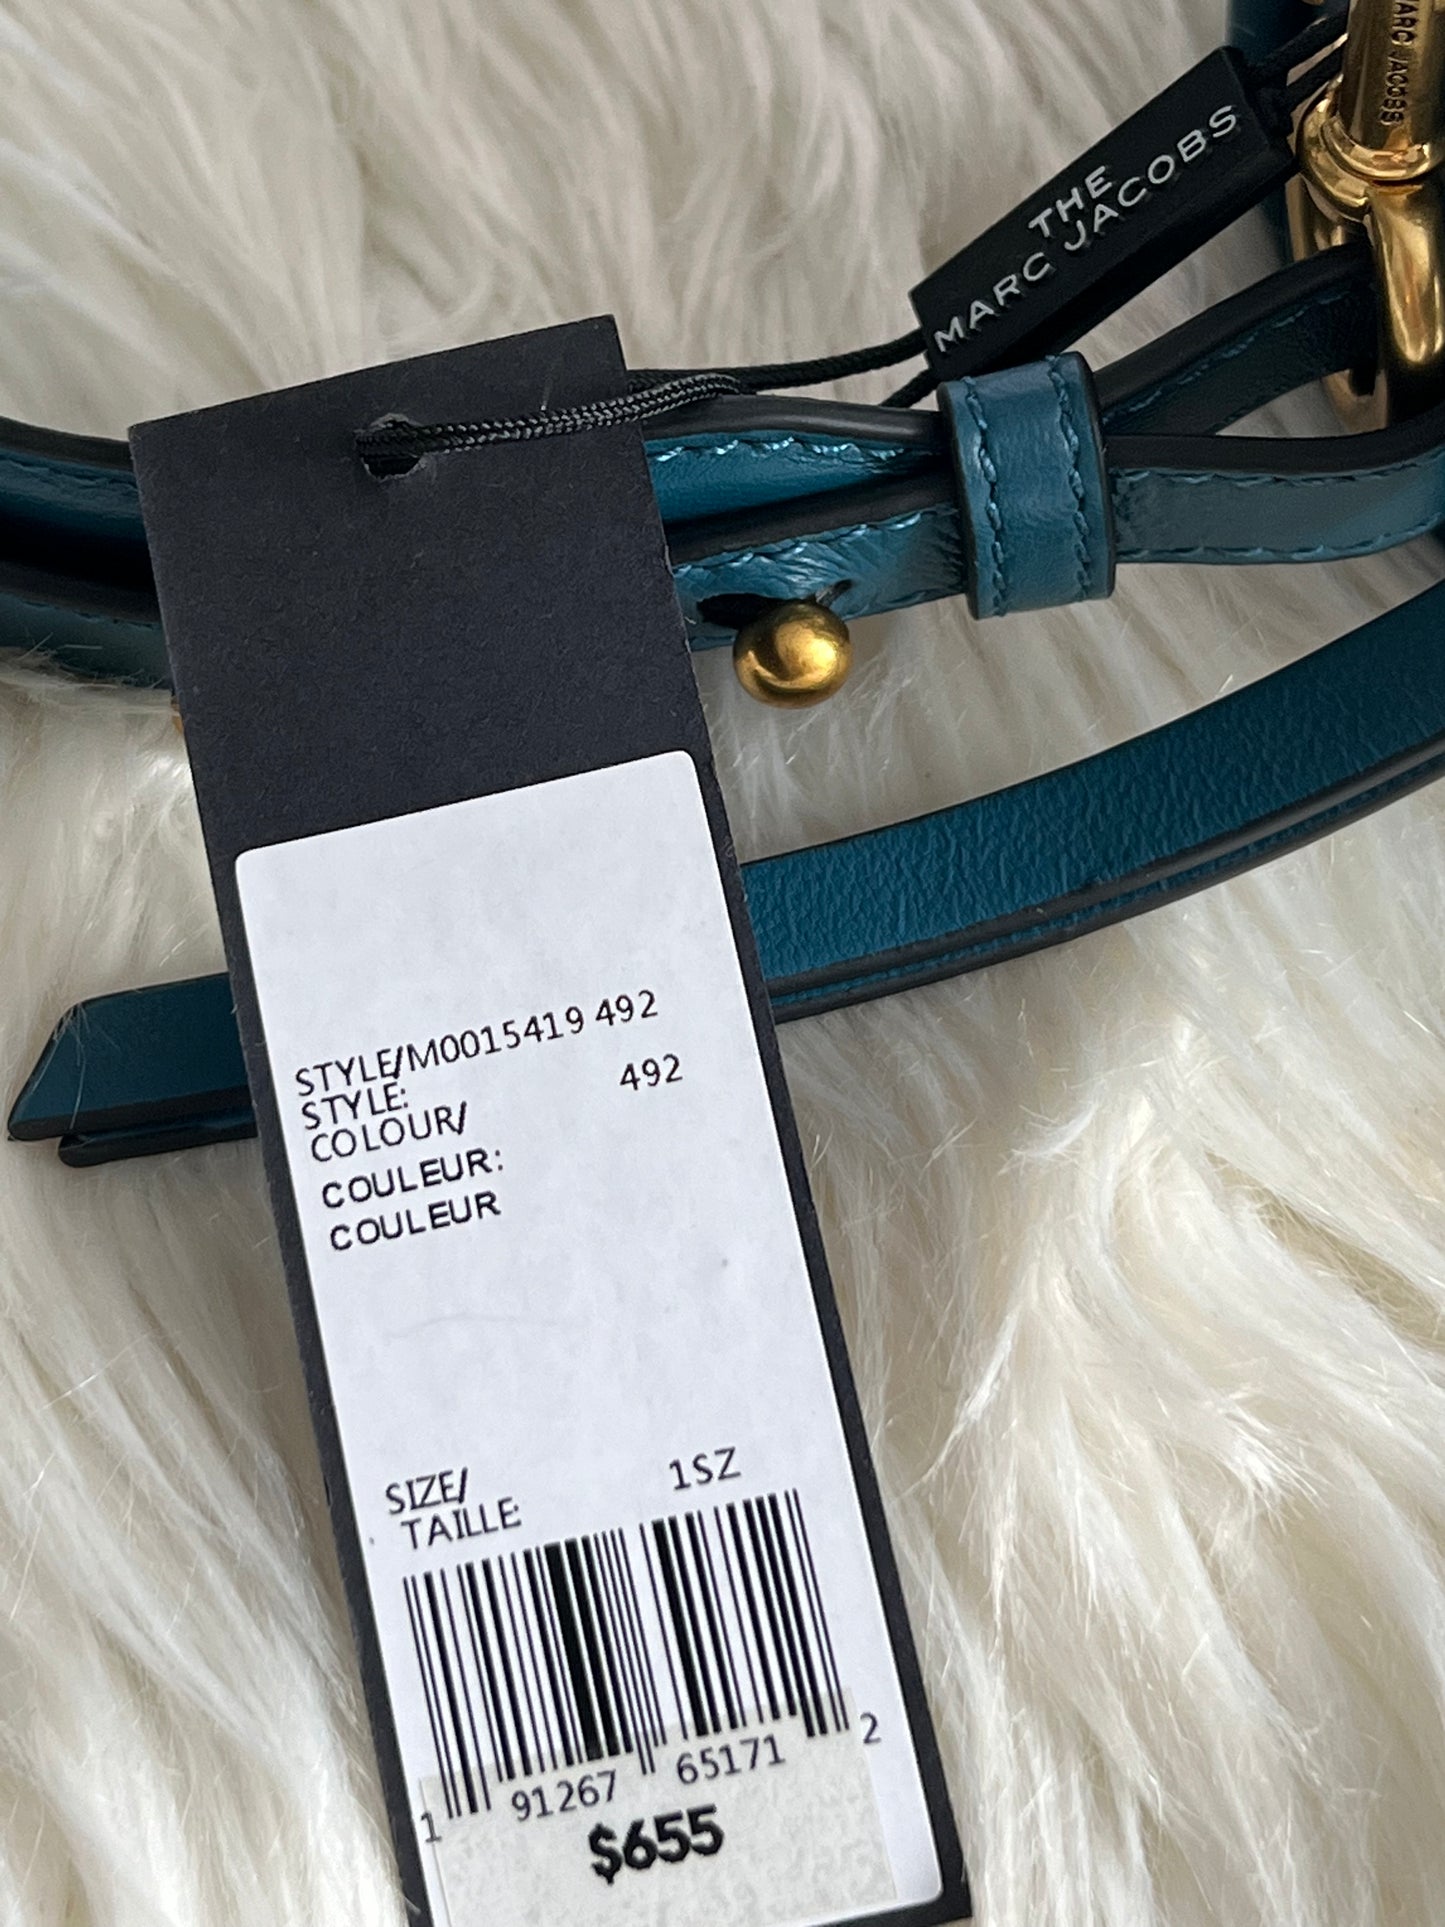 MARC JACOBS
THE
MARC JACOBS
STYLE/M0015419 492
STYLE:
492
COLOUR/
COULEUR:
COULEUR
SIZE/
1SZ
TAILLE:
1 91267 65171 2
$655